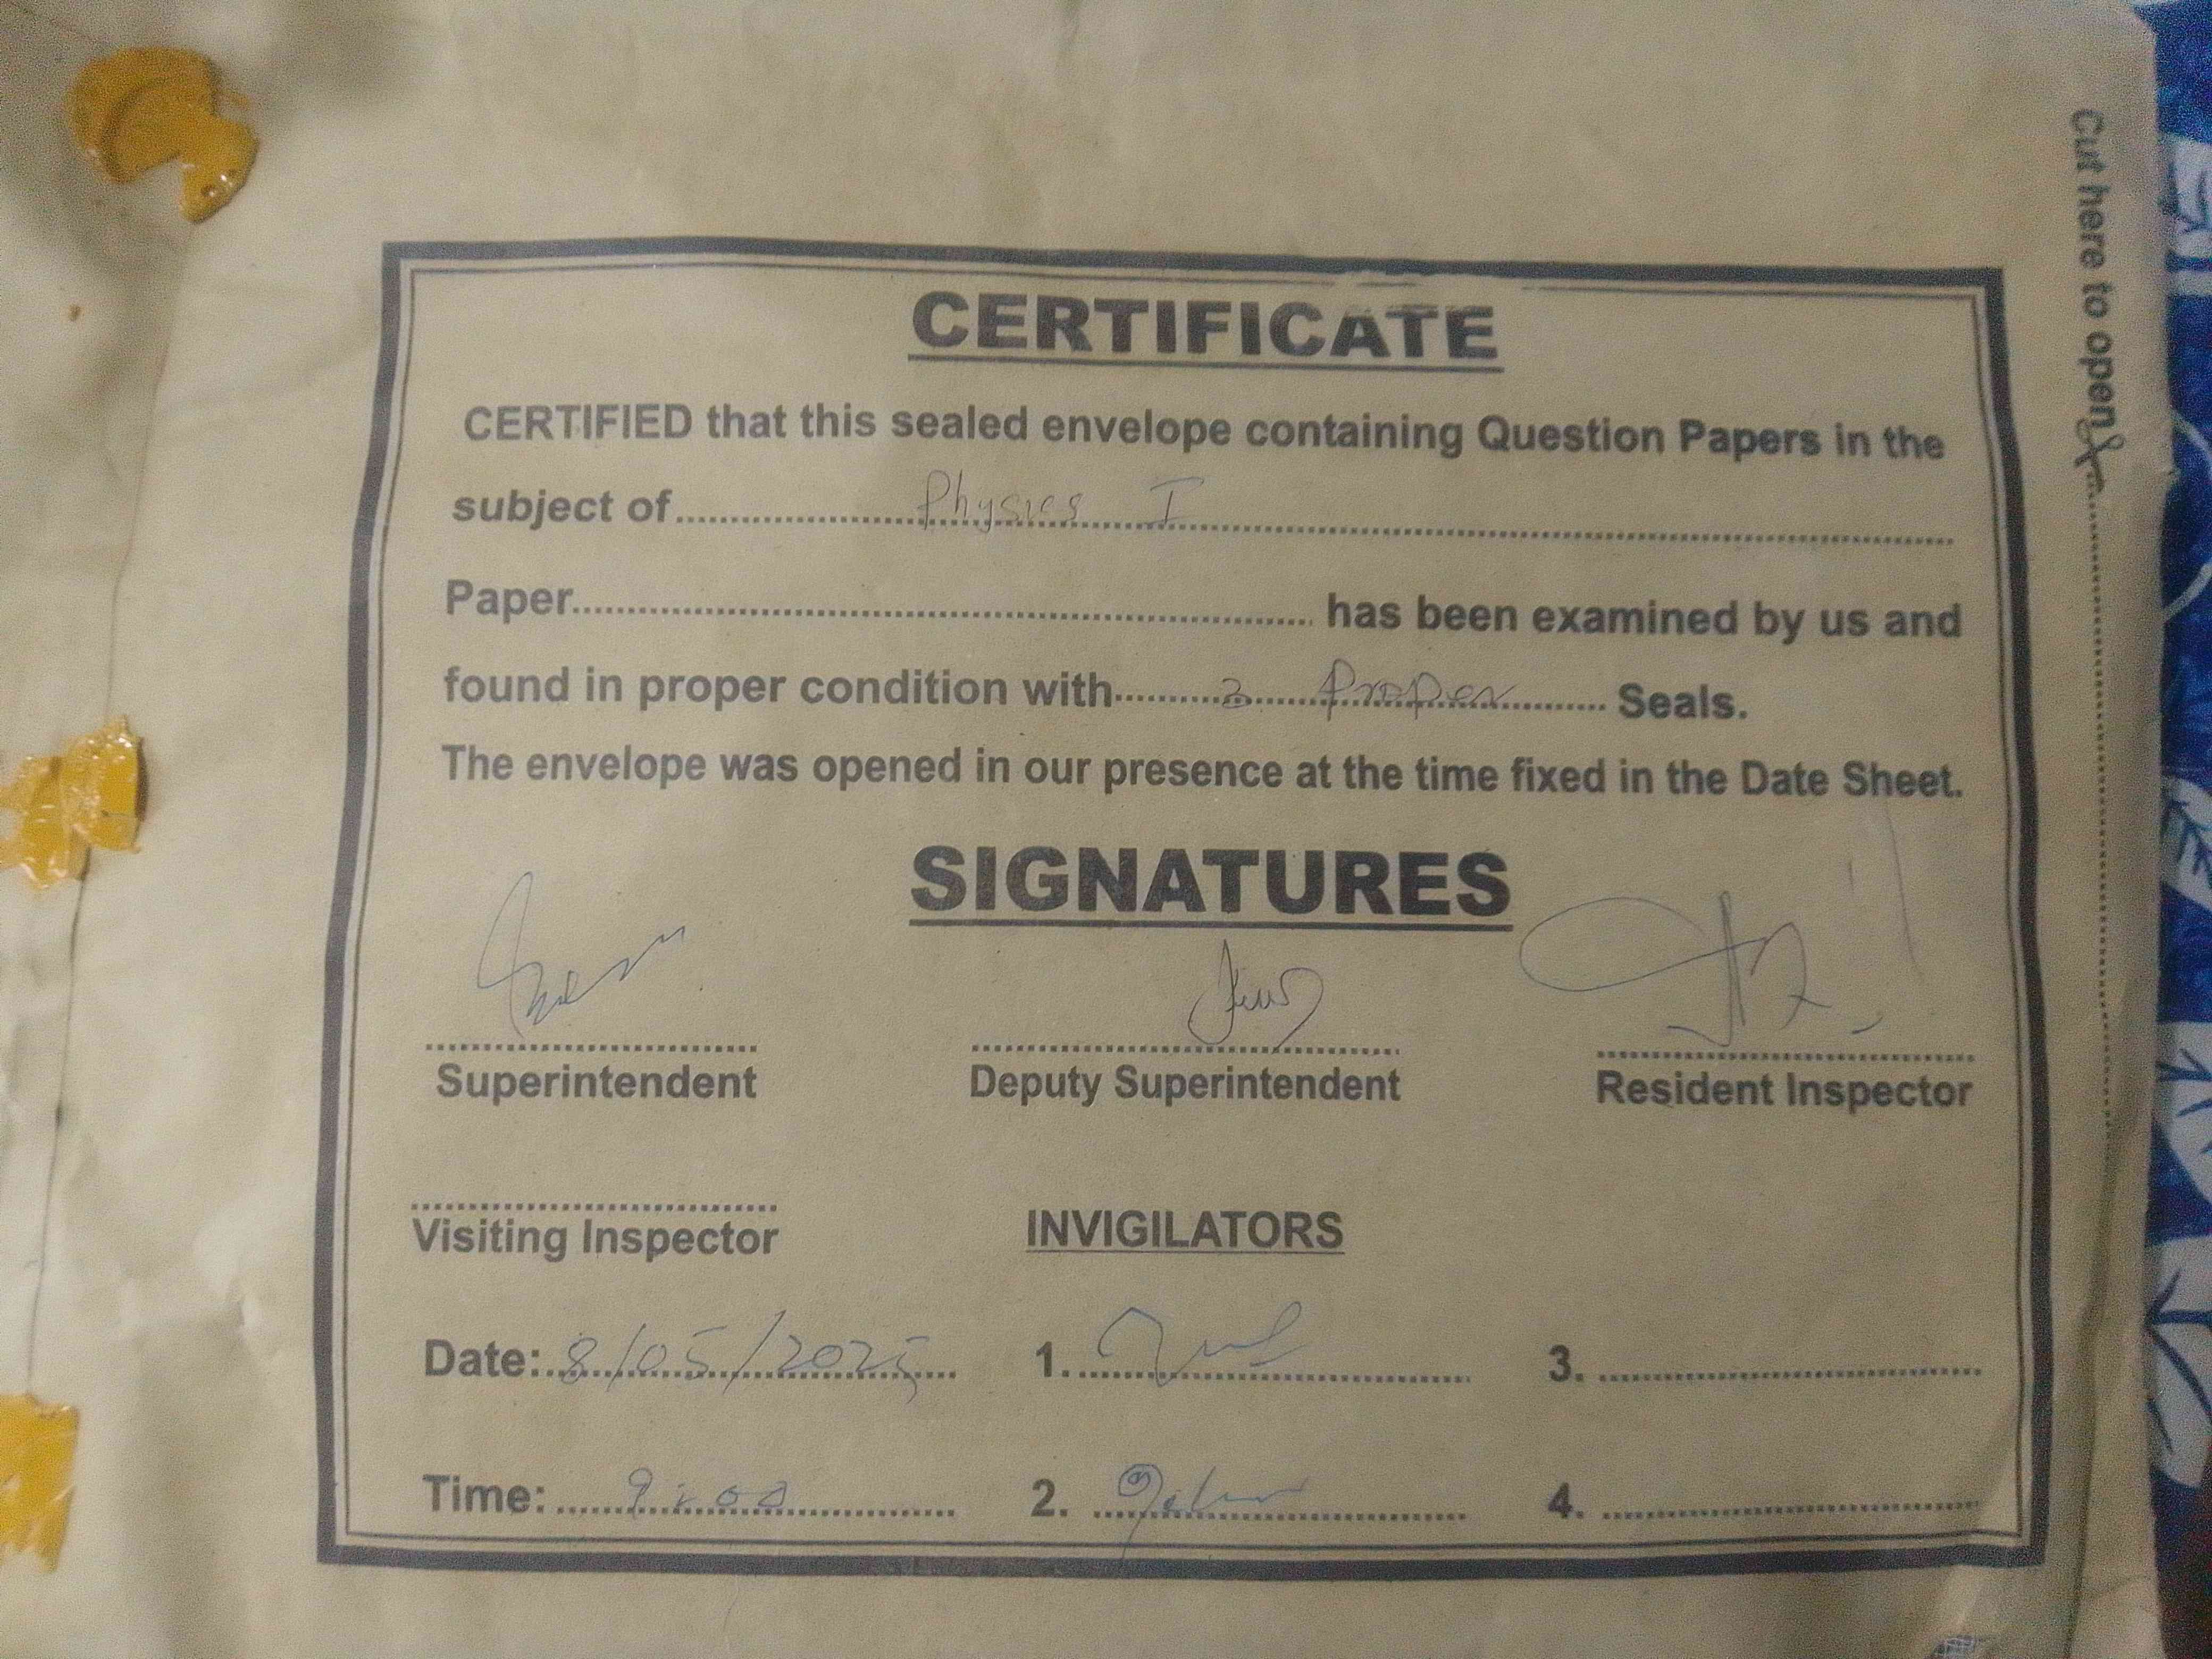 Cut here to open
CERTIFICATE
CERTIFIED that this sealed envelope containing Question Papers in the
subject of.......... Physics I ..........
Paper.......... has been examined by us and
found in proper condition with.......... 3 Proper .......... Seals.
The envelope was opened in our presence at the time fixed in the Date Sheet.
SIGNATURES
Superintendent Deputy Superintendent Resident Inspector
Visiting Inspector INVIGILATORS
Date: 8/05/2025 1. 3.
Time: 9:00 2. 4.